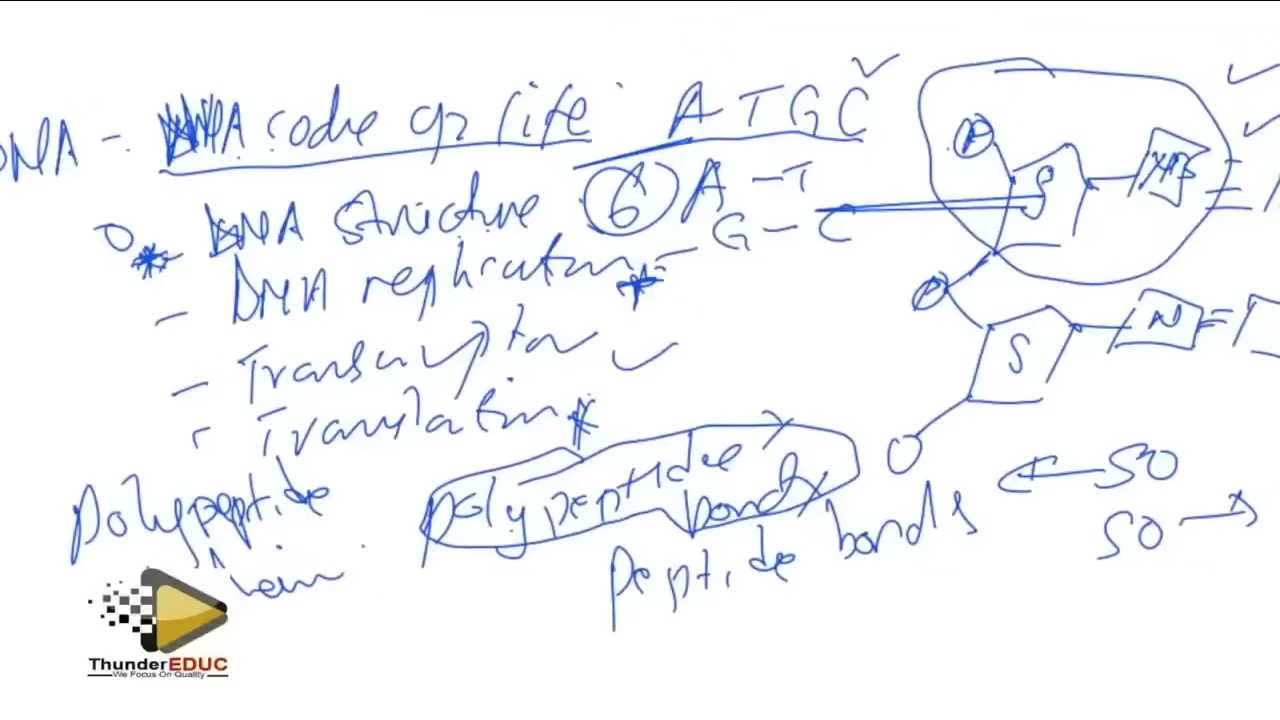 DNA - DNA code of life A T G C
DNA structure 6 A - T
G - C
- DNA replication
- Transcription
- Translation
polypeptide chain
polypeptide bonds
peptide bonds
P S
P S N
50
50
ThunderEDUC
We Focus On Quality